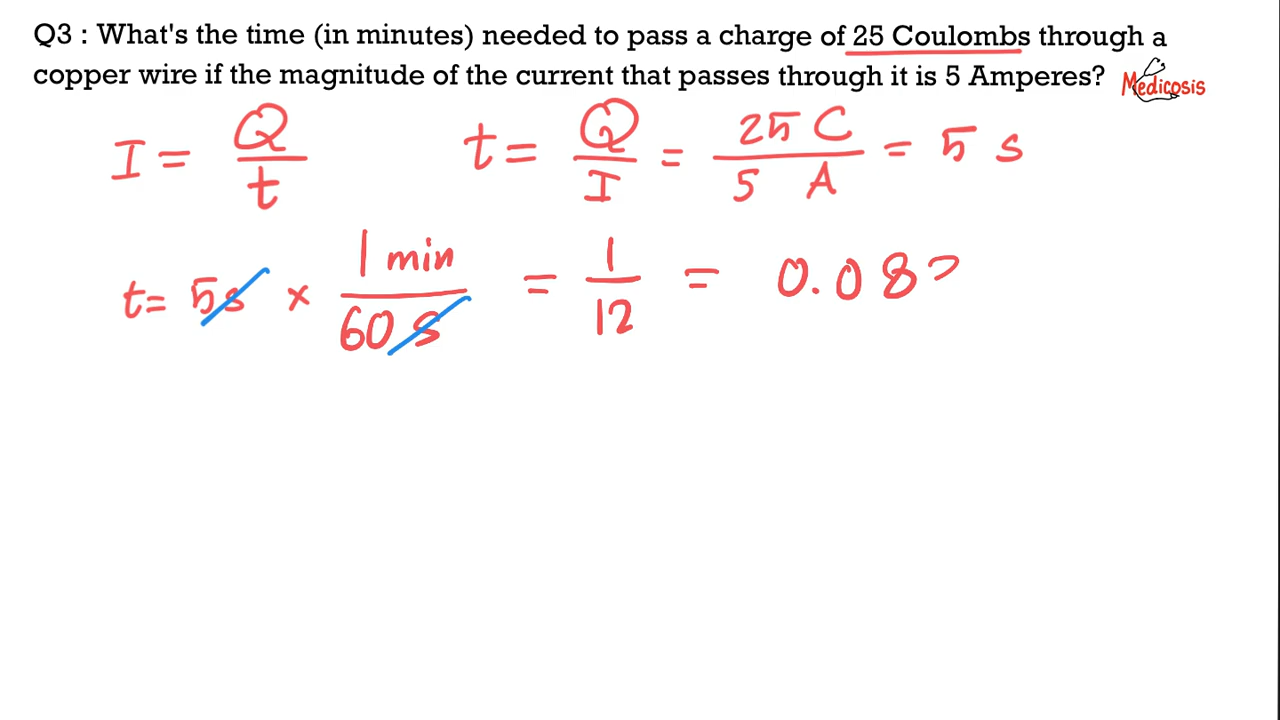 Q3 : What's the time (in minutes) needed to pass a charge of 25 Coulombs through a
copper wire if the magnitude of the current that passes through it is 5 Amperes?
Medicosis
I = Q/t t = Q/I = 25 C/5 A = 5 s
t = 5s × 1 min/60 s = 1/12 = 0.08